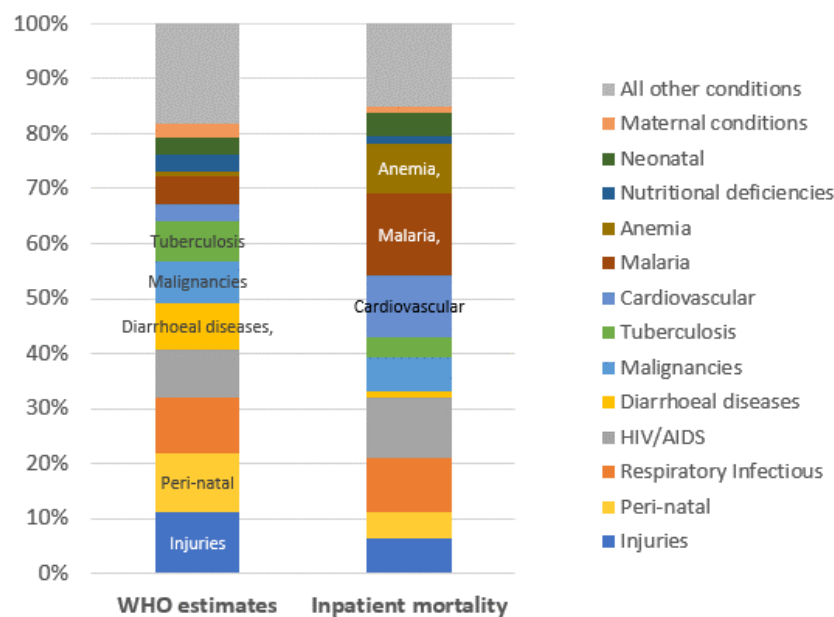 100%
90%
80%
70%
60%
50%
40%
30%
20%
10%
0%
Tuberculosis
Malignancies
Diarrhoeal diseases,
Peri-natal
Injuries
WHO estimates
Anemia,
Malaria,
Cardiovascular
Inpatient mortality
All other conditions
Maternal conditions
Neonatal
Nutritional deficiencies
Anemia
Malaria
Cardiovascular
Tuberculosis
Malignancies
Diarrhoeal diseases
HIV/AIDS
Respiratory Infectious
Peri-natal
Injuries